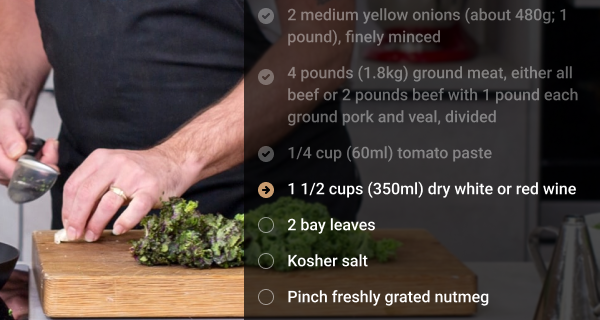 2 medium yellow onions (about 480g; 1
pound), finely minced
4 pounds (1.8kg) ground meat, either all
beef or 2 pounds beef with 1 pound each
ground pork and veal, divided
1/4 cup (60ml) tomato paste
1 1/2 cups (350ml) dry white or red wine
2 bay leaves
Kosher salt
Pinch freshly grated nutmeg